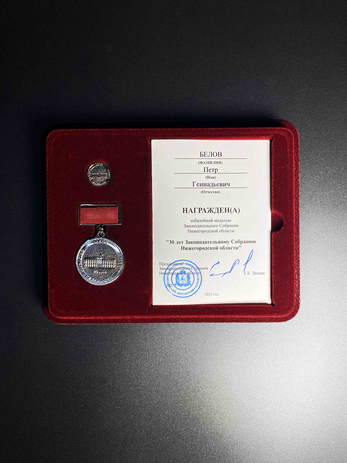 БЕЛОВ
(ФАМИЛИЯ)
Петр
(Имя)
Геннадьевич
(Отчество)
НАГРАЖДЕН(А)
юбилейной медалью
Законодательного Собрания
Нижегородской области
"30 лет Законодательному Собранию
Нижегородской области"